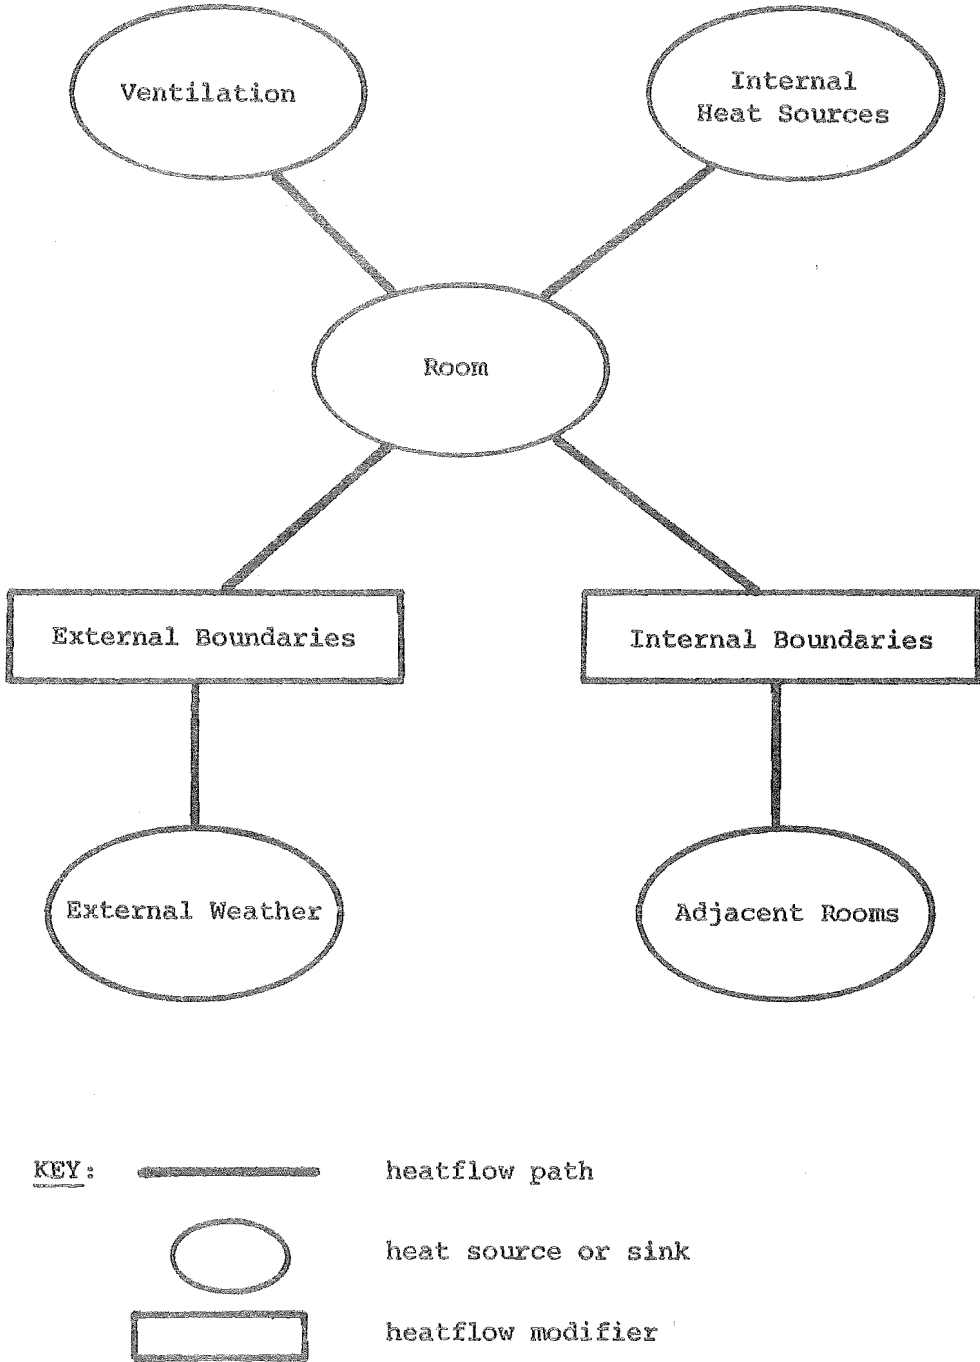 Ventilation
Internal
Heat Sources
Room
External Boundaries
Internal Boundaries
External Weather
Adjacent Rooms
KEY:
heatflow path
heat source or sink
heatflow modifier